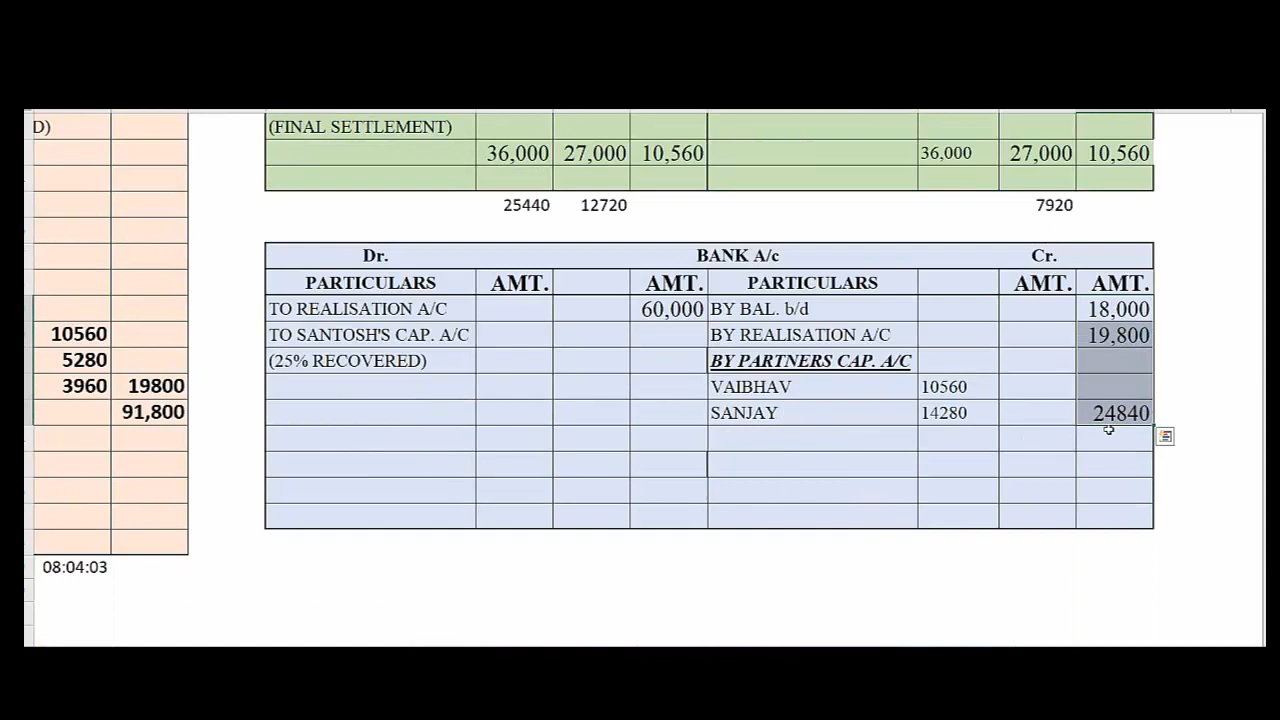 D)
(FINAL SETTLEMENT)
36,000 27,000 10,560 36,000 27,000 10,560
25440 12720 7920
Dr. BANK A/c Cr.
PARTICULARS AMT. AMT. PARTICULARS AMT. AMT.
TO REALISATION A/C 60,000 BY BAL. b/d 18,000
10560 TO SANTOSH'S CAP. A/C BY REALISATION A/C 19,800
5280 (25% RECOVERED) BY PARTNERS CAP. A/C
3960 19800 VAIBHAV 10560
91,800 SANJAY 14280 24840
08:04:03